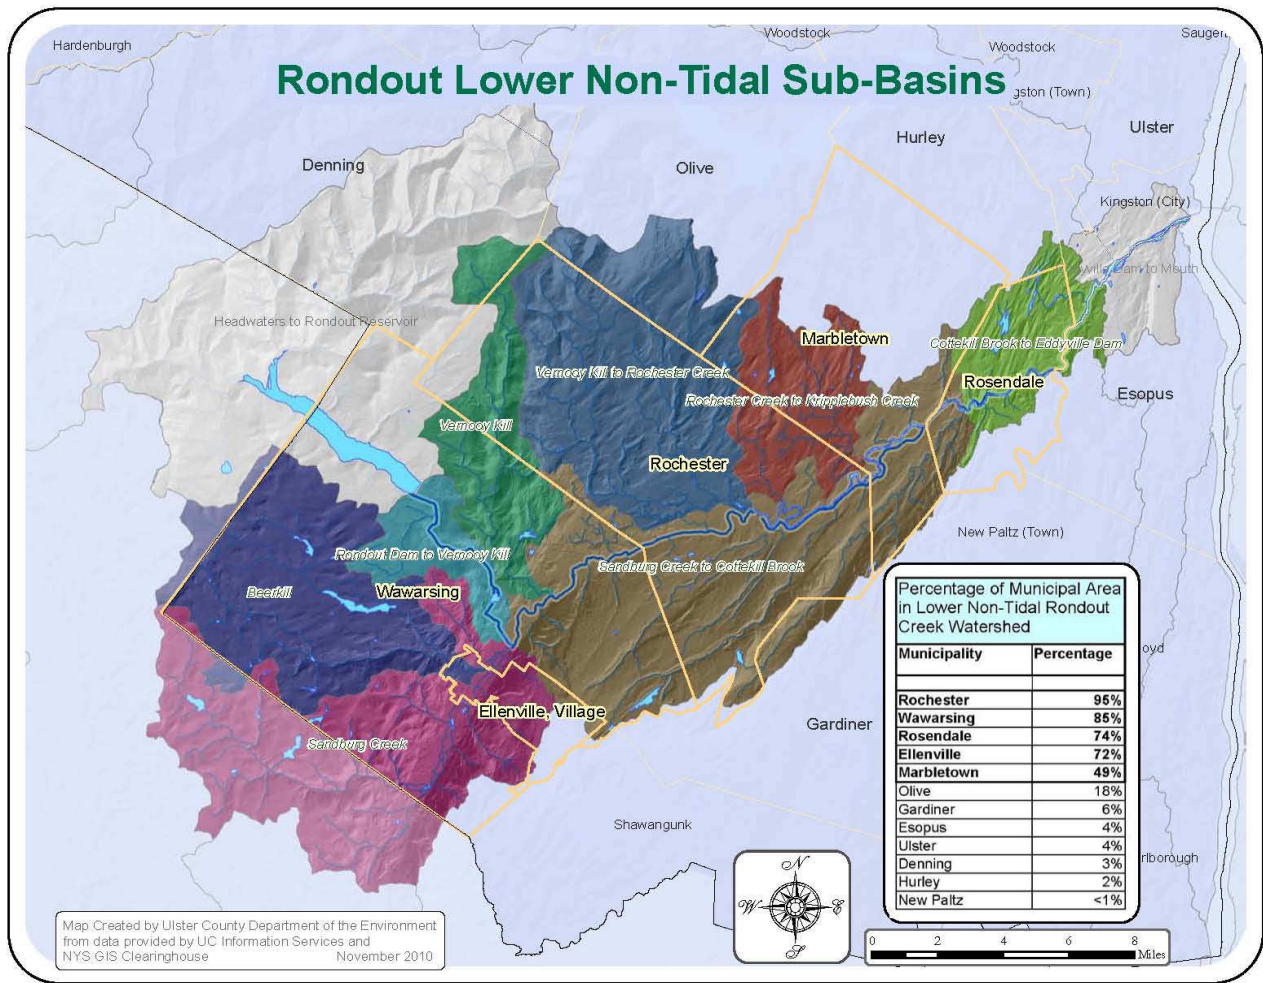 Hardenburgh
Woodstock
Woodstock
Rondout Lower Non-Tidal Sub-Basins
Ulster
Hurley
Denning
Olive
Kingston (City)
Headwaters to Rondout Reservoir
Marbletown
Cottekill Brook to Eddyville Dam
Vernooy Kill to Rochester Creek
Rosendale
Esopus
Rochester Creek to Kripplebush Creek
Vernooy Kill
Rochester
New Paltz (Town)
Rondout Dam to Vernooy Kill
Sandburg Creek to Cottekill Brook
Beerkill
Wawarsing
Ellenville, Village
Gardiner
Sandburg Creek
Shawangunk
Percentage of Municipal Area
in Lower Non-Tidal Rondout
Creek Watershed
Municipality Percentage
Rochester 95%
Wawarsing 85%
Rosendale 74%
Ellenville 72%
Marbletown 49%
Olive 18%
Gardiner 6%
Esopus 4%
Ulster 4%
Denning 3%
Hurley 2%
New Paltz <1%
N
W E
S
0 2 4 6 8
Miles
Map Created by Ulster County Department of the Environment
from data provided by UC Information Services and
NYS GIS Clearinghouse November 2010